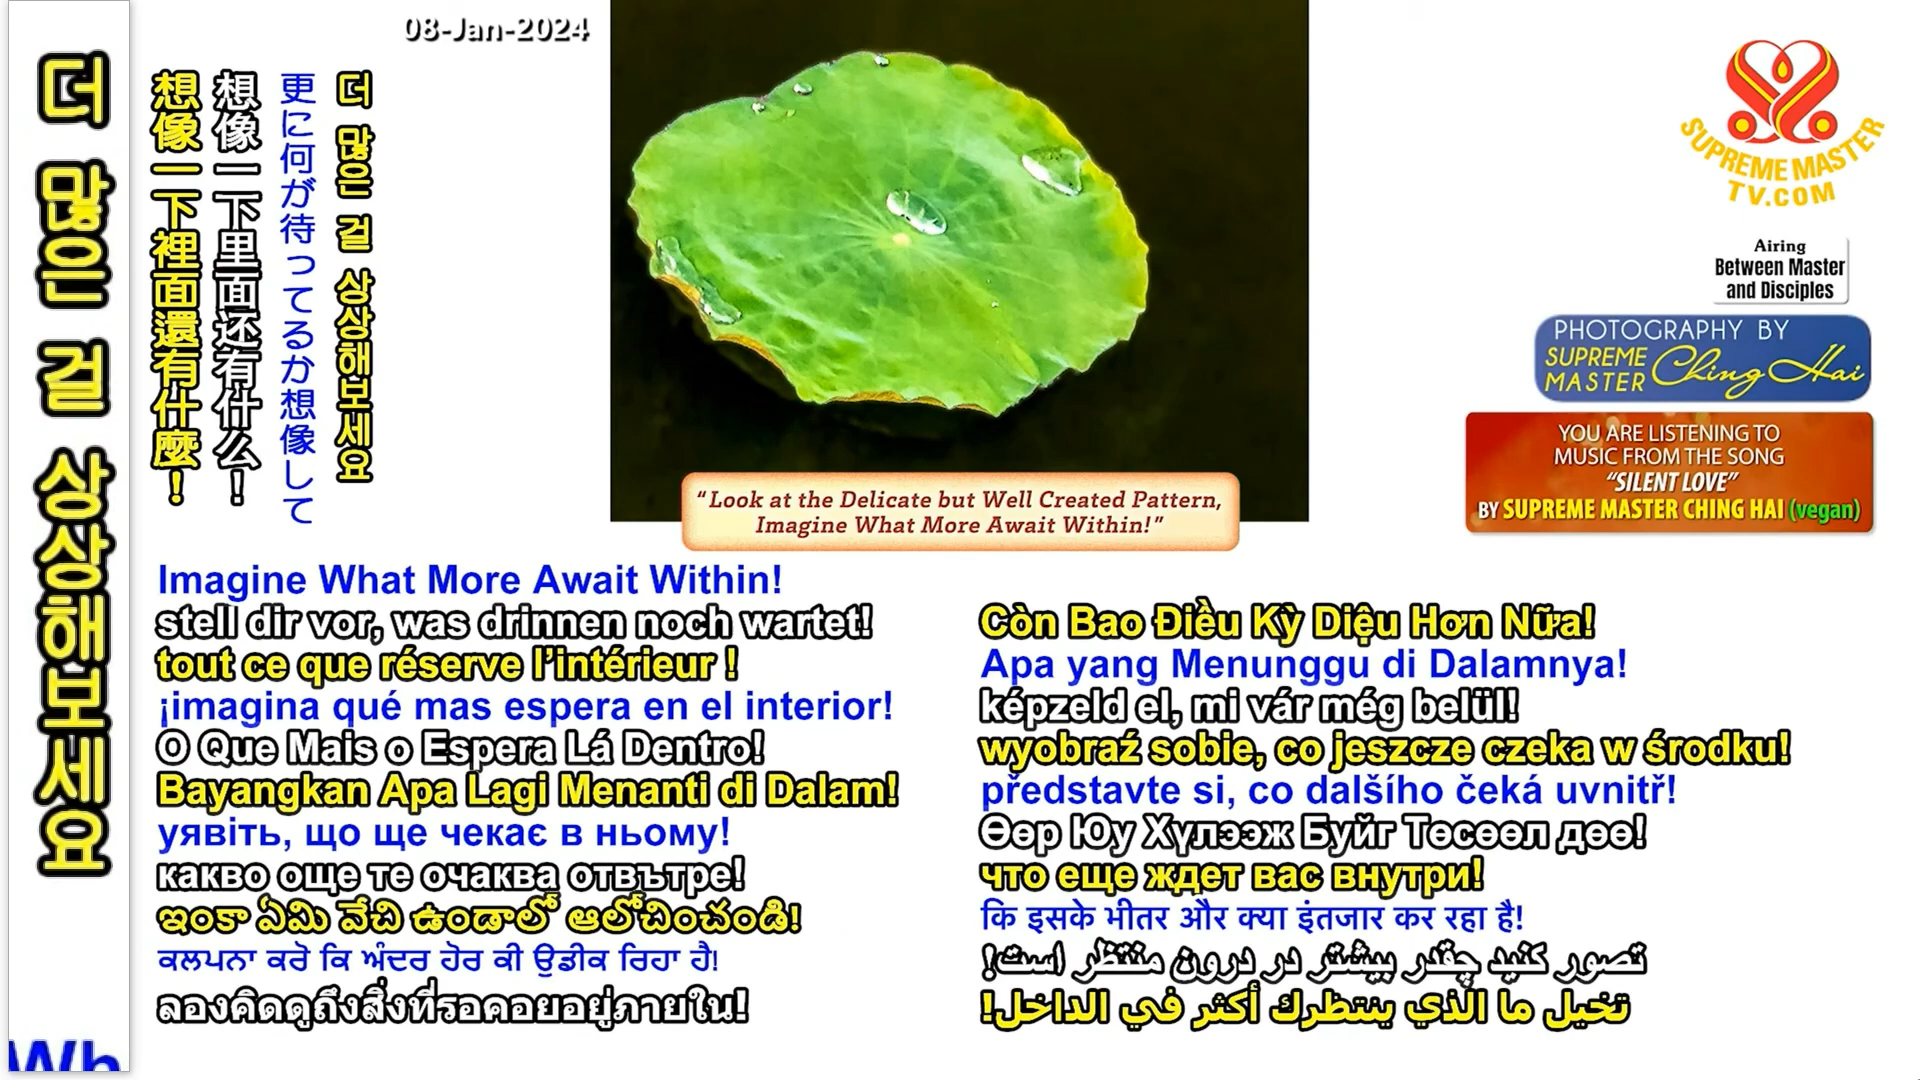 더 많은 걸 상상해보세요
Wh
08-Jan-2024
想像一下裡面還有什麼！
想像一下里面还有什么！
更に何が待ってるか想像して
더 많은 걸 상상해보세요
“Look at the Delicate but Well Created Pattern,
Imagine What More Await Within!”
SUPREME MASTER
TV.COM
Airing
Between Master
and Disciples
PHOTOGRAPHY BY
SUPREME
MASTER Ching Hai
YOU ARE LISTENING TO
MUSIC FROM THE SONG
“SILENT LOVE”
BY SUPREME MASTER CHING HAI (vegan)
Imagine What More Await Within!
stell dir vor, was drinnen noch wartet!
tout ce que réserve l’intérieur !
¡imagina qué mas espera en el interior!
O Que Mais o Espera Lá Dentro!
Bayangkan Apa Lagi Menanti di Dalam!
уявіть, що ще чекає в ньому!
какво още те очаква отвътре!
ఇంకా ఏమి వేచి ఉండాలో ఆలోచించండి!
ਕਲਪਨਾ ਕਰੋ ਕਿ ਅੰਦਰ ਹੋਰ ਕੀ ਉਡੀਕ ਰਿਹਾ ਹੈ!
ลองคิดดูถึงสิ่งที่รอคอยอยู่ภายใน!
Còn Bao Điều Kỳ Diệu Hơn Nữa!
Apa yang Menunggu di Dalamnya!
képzeld el, mi vár még belül!
wyobraź sobie, co jeszcze czeka w środku!
představte si, co dalšího čeká uvnitř!
Өөр Юу Хүлээж Буйг Төсөөл дөө!
что еще ждет вас внутри!
कि इसके भीतर और क्या इंतजार कर रहा है!
تصور کنید چقدر بیشتر در درون منتظر است!
تخيل ما الذي ينتظرك أكثر في الداخل!